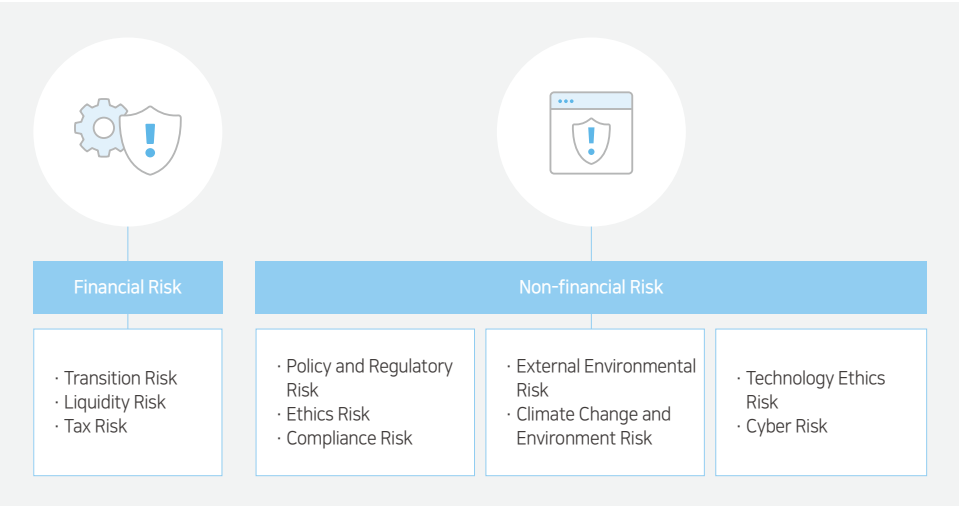 Financial Risk
Non-financial Risk
· Transition Risk
· Liquidity Risk
· Tax Risk
· Policy and Regulatory
Risk
· Ethics Risk
· Compliance Risk
· External Environmental
Risk
· Climate Change and
Environment Risk
· Technology Ethics
Risk
· Cyber Risk